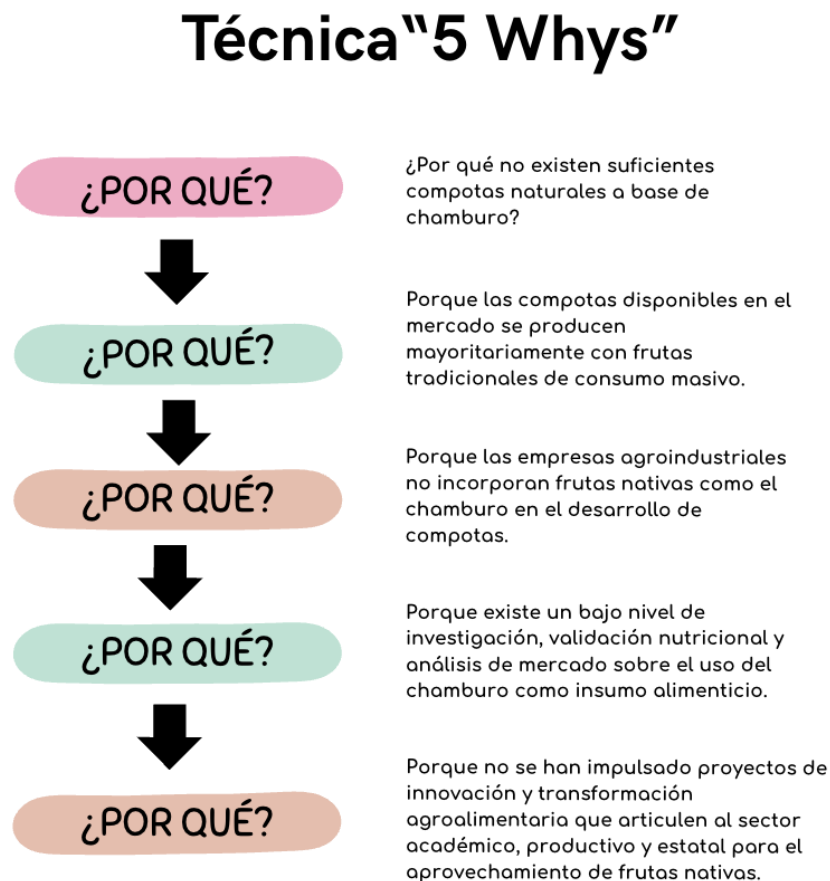 Técnica“5 Whys”
¿POR QUÉ?
¿Por qué no existen suficientes
compotas naturales a base de
chamburo?
¿POR QUÉ?
Porque las compotas disponibles en el
mercado se producen
mayoritariamente con frutas
tradicionales de consumo masivo.
¿POR QUÉ?
Porque las empresas agroindustriales
no incorporan frutas nativas como el
chamburo en el desarrollo de
compotas.
¿POR QUÉ?
Porque existe un bajo nivel de
investigación, validación nutricional y
análisis de mercado sobre el uso del
chamburo como insumo alimenticio.
¿POR QUÉ?
Porque no se han impulsado proyectos de
innovación y transformación
agroalimentaria que articulen al sector
académico, productivo y estatal para el
aprovechamiento de frutas nativas.